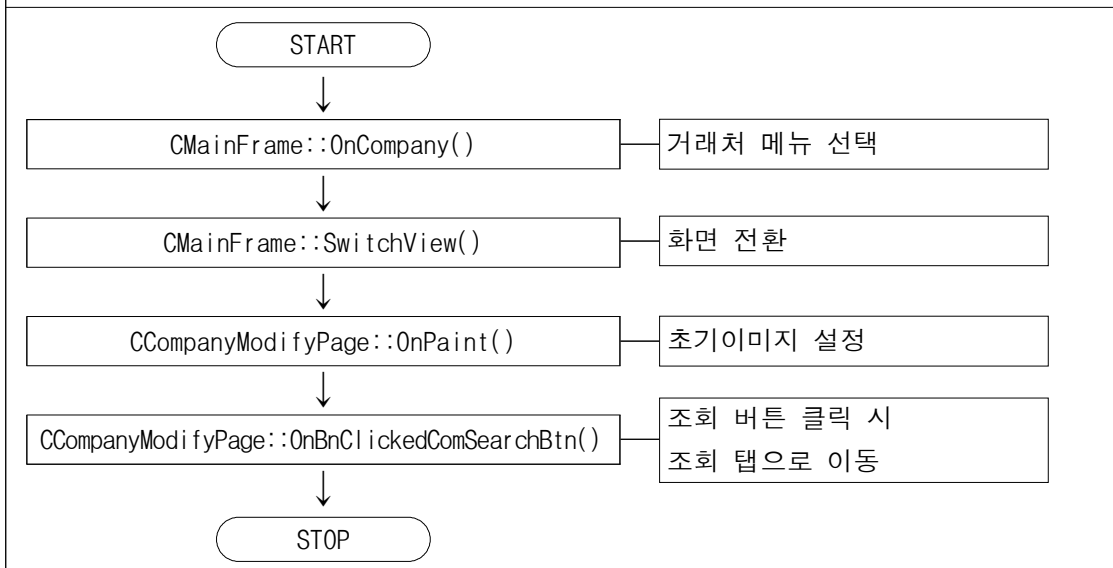 START
CMainFrame::OnCompany()
거래처 메뉴 선택
CMainFrame::SwitchView()
화면 전환
CCompanyModifyPage::OnPaint()
초기이미지 설정
CCompanyModifyPage::OnBnClickedComSearchBtn()
조회 버튼 클릭 시
조회 탭으로 이동
STOP